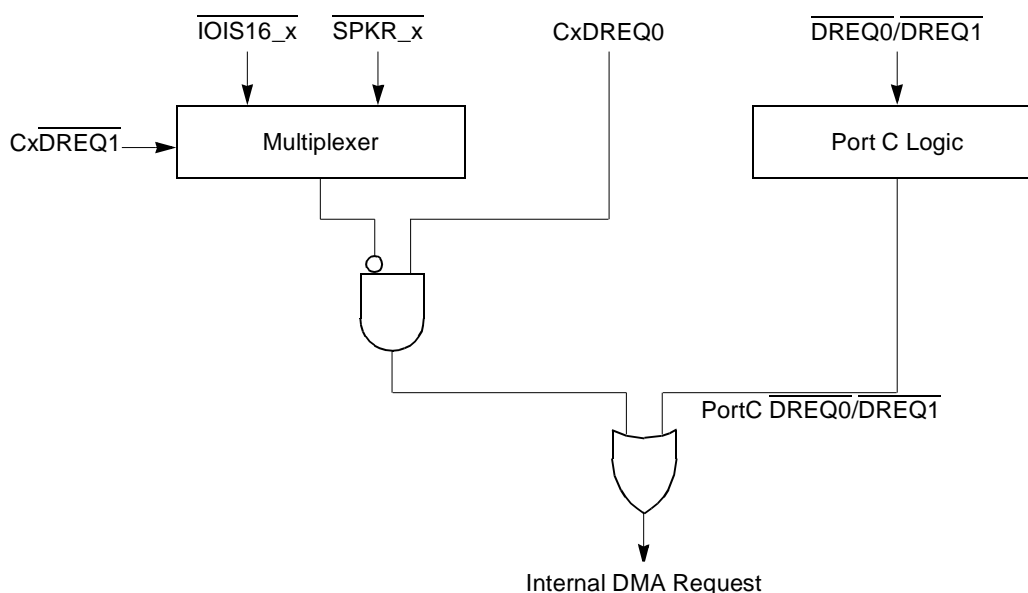 IOIS16_x SPKR_x CxDREQ0 DREQ0/DREQ1
CxDREQ1
Multiplexer
Port C Logic
PortC DREQ0/DREQ1
Internal DMA Request